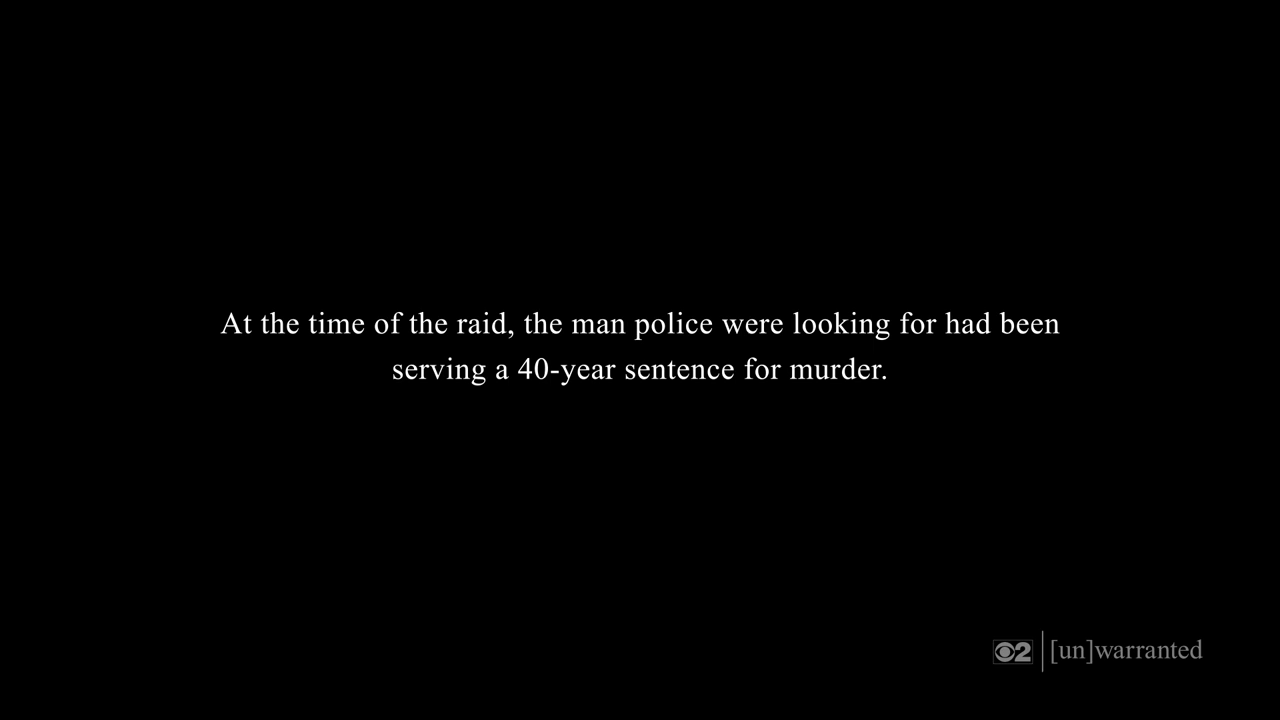 At the time of the raid, the man police were looking for had been
serving a 40-year sentence for murder.
2 [un]warranted